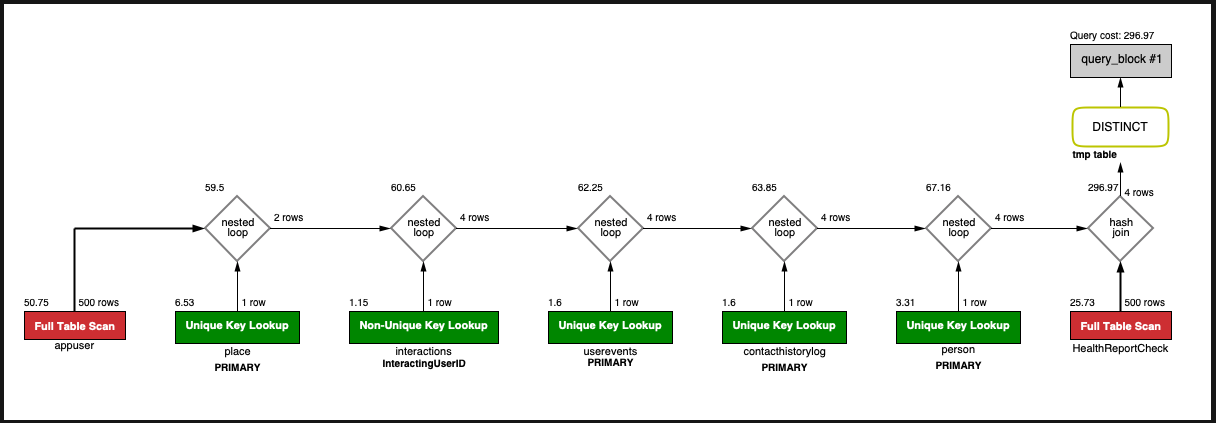 Query cost: 296.97
query_block #1
DISTINCT
tmp table
59.5
60.65
62.25
63.85
67.16
296.97
4 rows
nested
loop
2 rows
nested
loop
4 rows
nested
loop
4 rows
nested
loop
4 rows
nested
loop
4 rows
hash
join
50.75
500 rows
6.53
1 row
1.15
1 row
1.6
1 row
1.6
1 row
3.31
1 row
25.73
500 rows
Full Table Scan
Unique Key Lookup
Non-Unique Key Lookup
Unique Key Lookup
Unique Key Lookup
Unique Key Lookup
Full Table Scan
appuser
place
interactions
userevents
contacthistorylog
person
HealthReportCheck
PRIMARY
InteractingUserID
PRIMARY
PRIMARY
PRIMARY